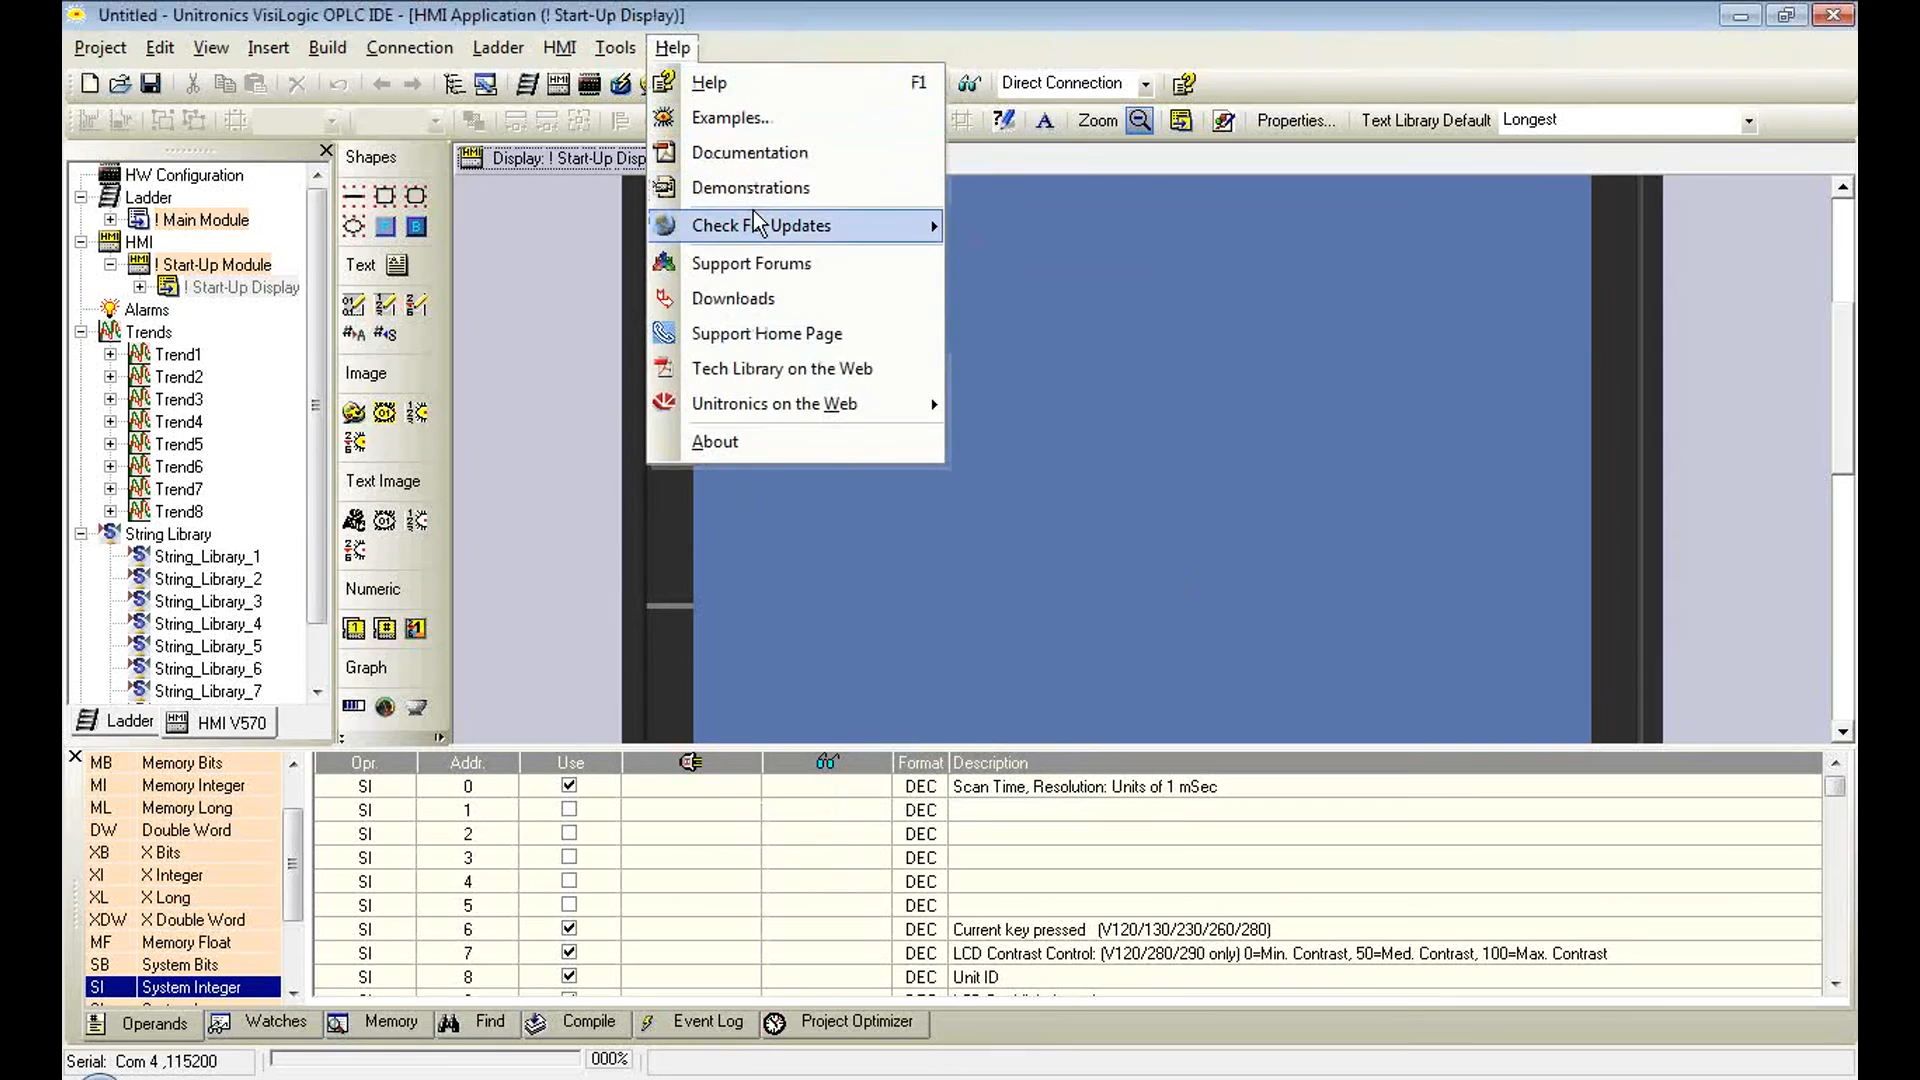 Untitled - Unitronics VisiLogic OPLC IDE - [HMI Application (! Start-Up Display)]
Project Edit View Insert Build Connection Ladder HMI Tools Help
Direct Connection
Zoom Properties... Text Library Default Longest
Help F1
Examples...
Documentation
Demonstrations
Check For Updates
Support Forums
Downloads
Support Home Page
Tech Library on the Web
Unitronics on the Web
About
HW Configuration
Ladder
! Main Module
HMI
! Start-Up Module
! Start-Up Display
Alarms
Trends
Trend1
Trend2
Trend3
Trend4
Trend5
Trend6
Trend7
Trend8
String Library
String_Library_1
String_Library_2
String_Library_3
String_Library_4
String_Library_5
String_Library_6
String_Library_7
Ladder HMI V570
Shapes
Text
Image
Text Image
Numeric
Graph
Display: ! Start-Up Disp
MB Memory Bits
MI Memory Integer
ML Memory Long
DW Double Word
XB X Bits
XI X Integer
XL X Long
XDW X Double Word
MF Memory Float
SB System Bits
SI System Integer
Opr. Addr. Use Format Description
SI 0 DEC Scan Time, Resolution: Units of 1 mSec
SI 1 DEC
SI 2 DEC
SI 3 DEC
SI 4 DEC
SI 5 DEC
SI 6 DEC Current key pressed (V120/130/230/260/280)
SI 7 DEC LCD Contrast Control: (V120/280/290 only) 0=Min. Contrast, 50=Med. Contrast, 100=Max. Contrast
SI 8 DEC Unit ID
Operands Watches Memory Find Compile Event Log Project Optimizer
Serial: Com 4 ,115200 000%